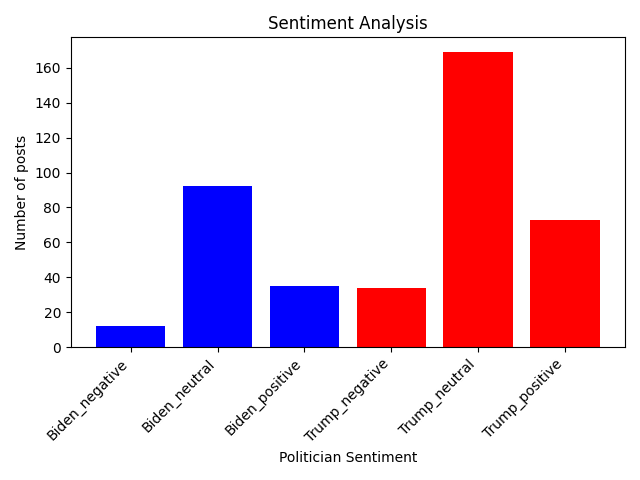 Sentiment Analysis
Number of posts
160
140
120
100
80
60
40
20
0
Biden_negative
Biden_neutral
Biden_positive
Trump_negative
Trump_neutral
Trump_positive
Politician Sentiment